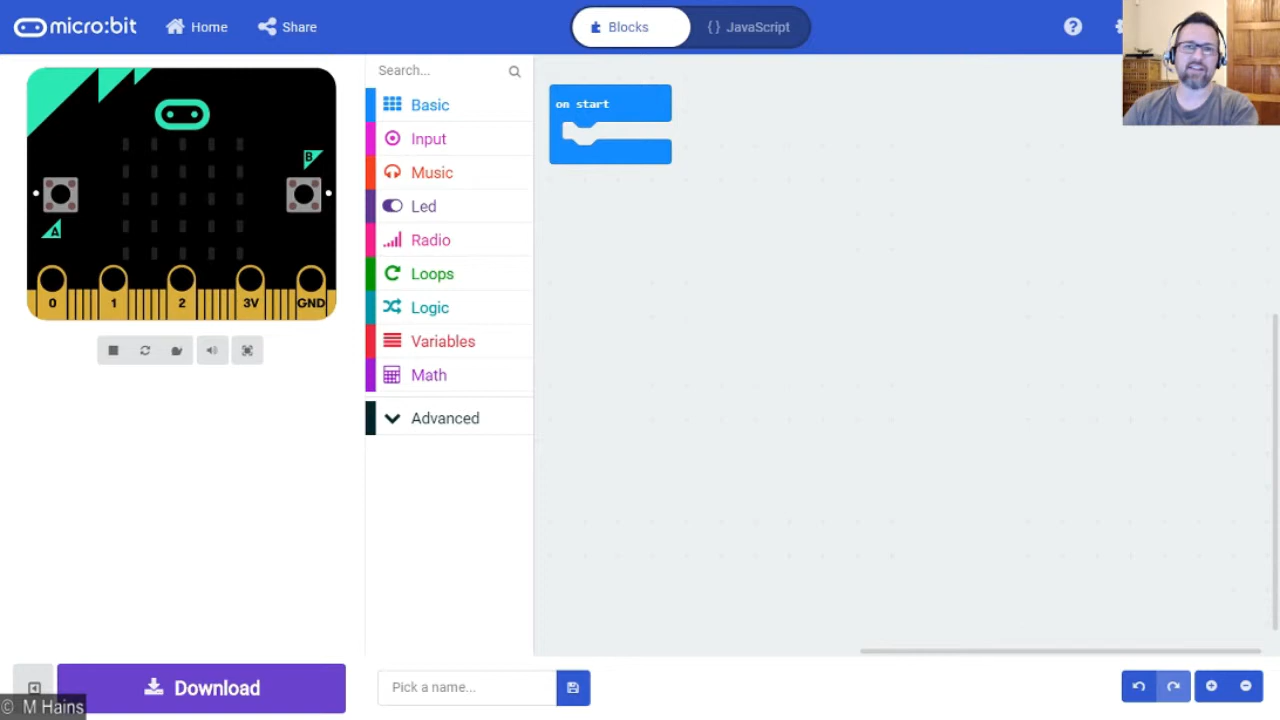 micro:bit
Home
Share
Blocks
{ } JavaScript
?
Search...
on start
Basic
Input
Music
Led
Radio
Loops
Logic
Variables
Math
Advanced
B
A
0 1 2 3V GND
Download
Pick a name...
© M Hains